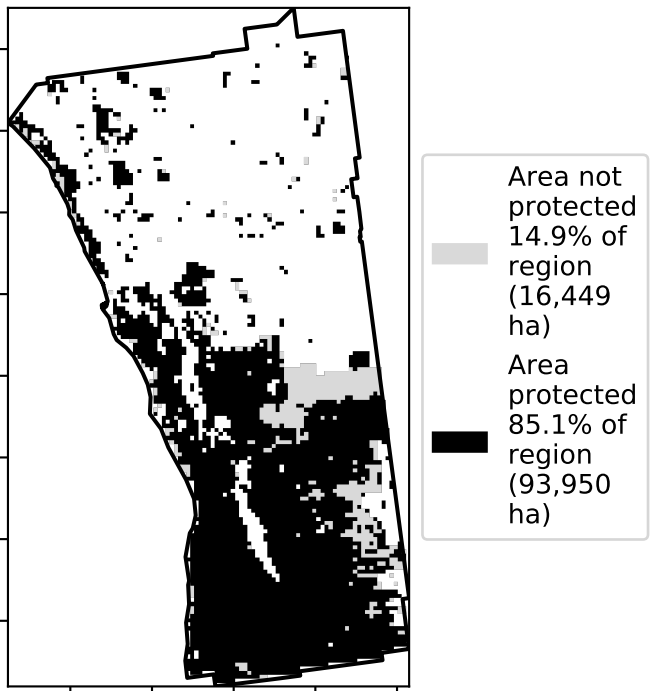 Area not
protected
14.9% of
region
(16,449
ha)
Area
protected
85.1% of
region
(93,950
ha)